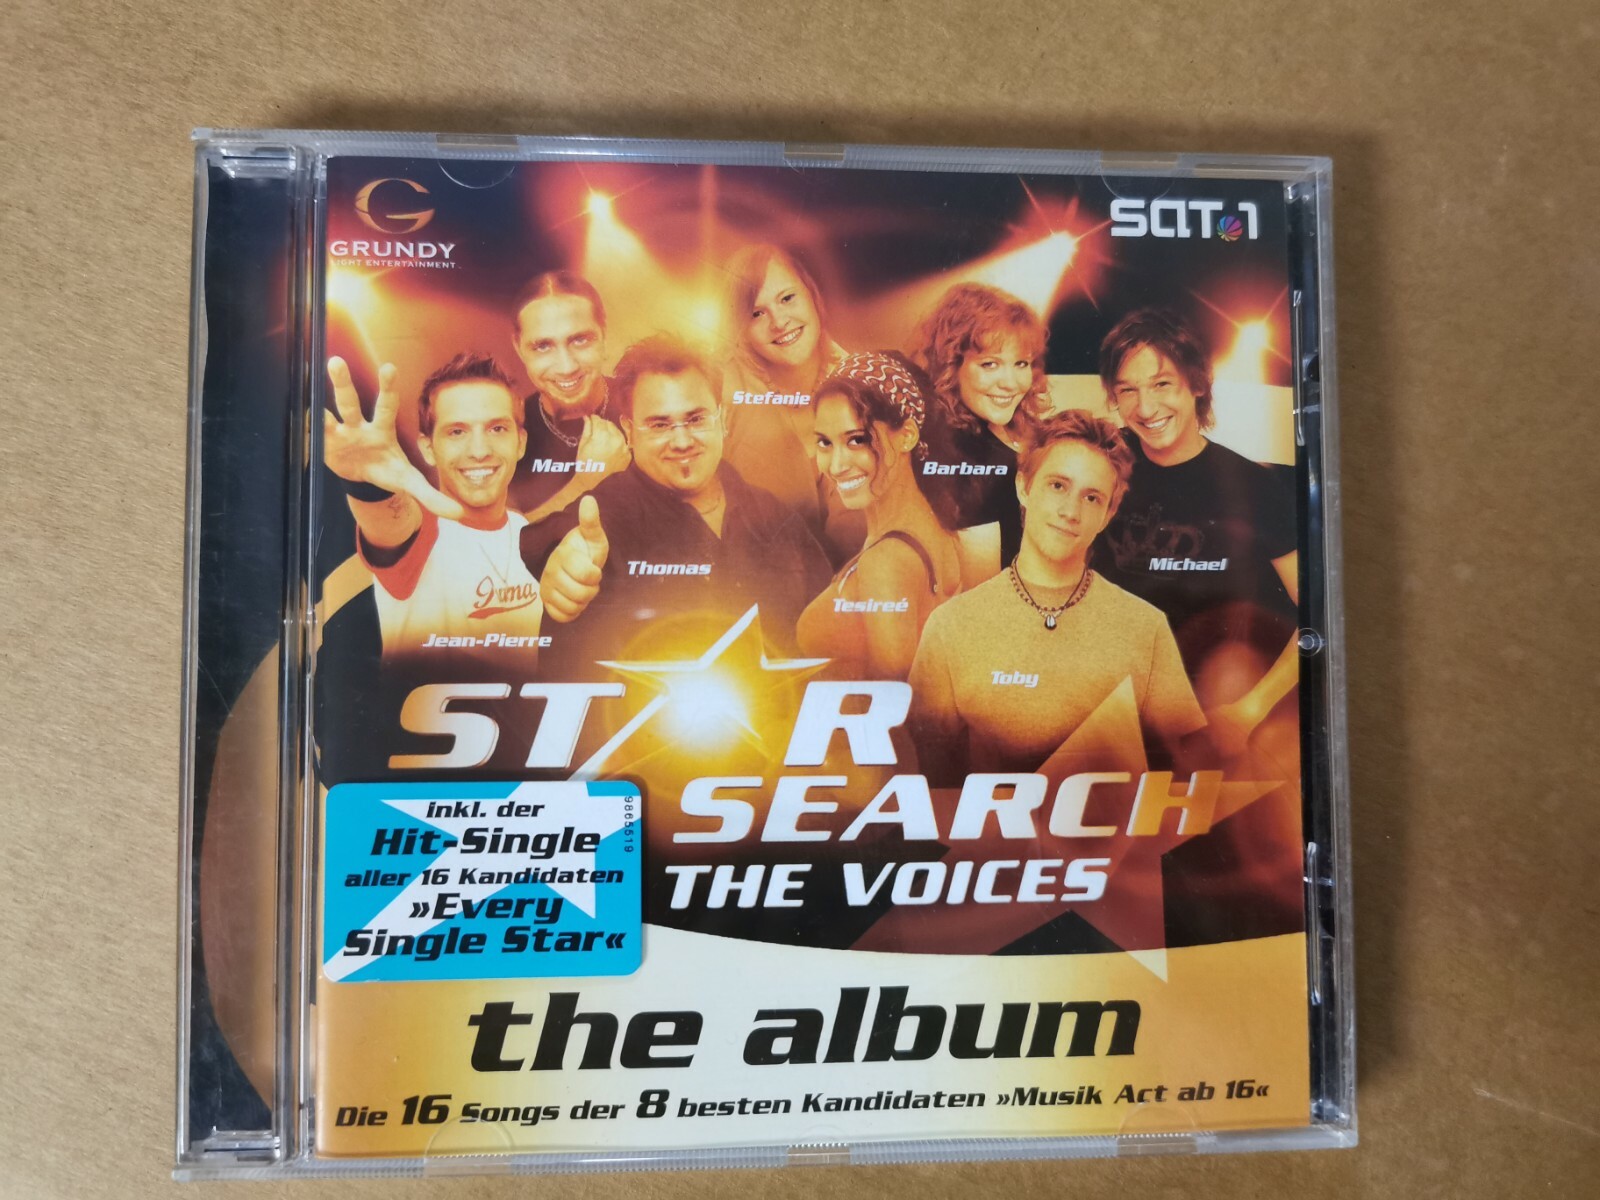 GRUNDY
LIGHT ENTERTAINMENT
SAT.1
Stefanie
Martin
Barbara
Thomas
Michael
Tesireé
Jean-Pierre
Toby
Puma
STAR
SEARCH
THE VOICES
inkl. der
Hit-Single
aller 16 Kandidaten
»Every
Single Star«
9865619
the album
Die 16 Songs der 8 besten Kandidaten »Musik Act ab 16«